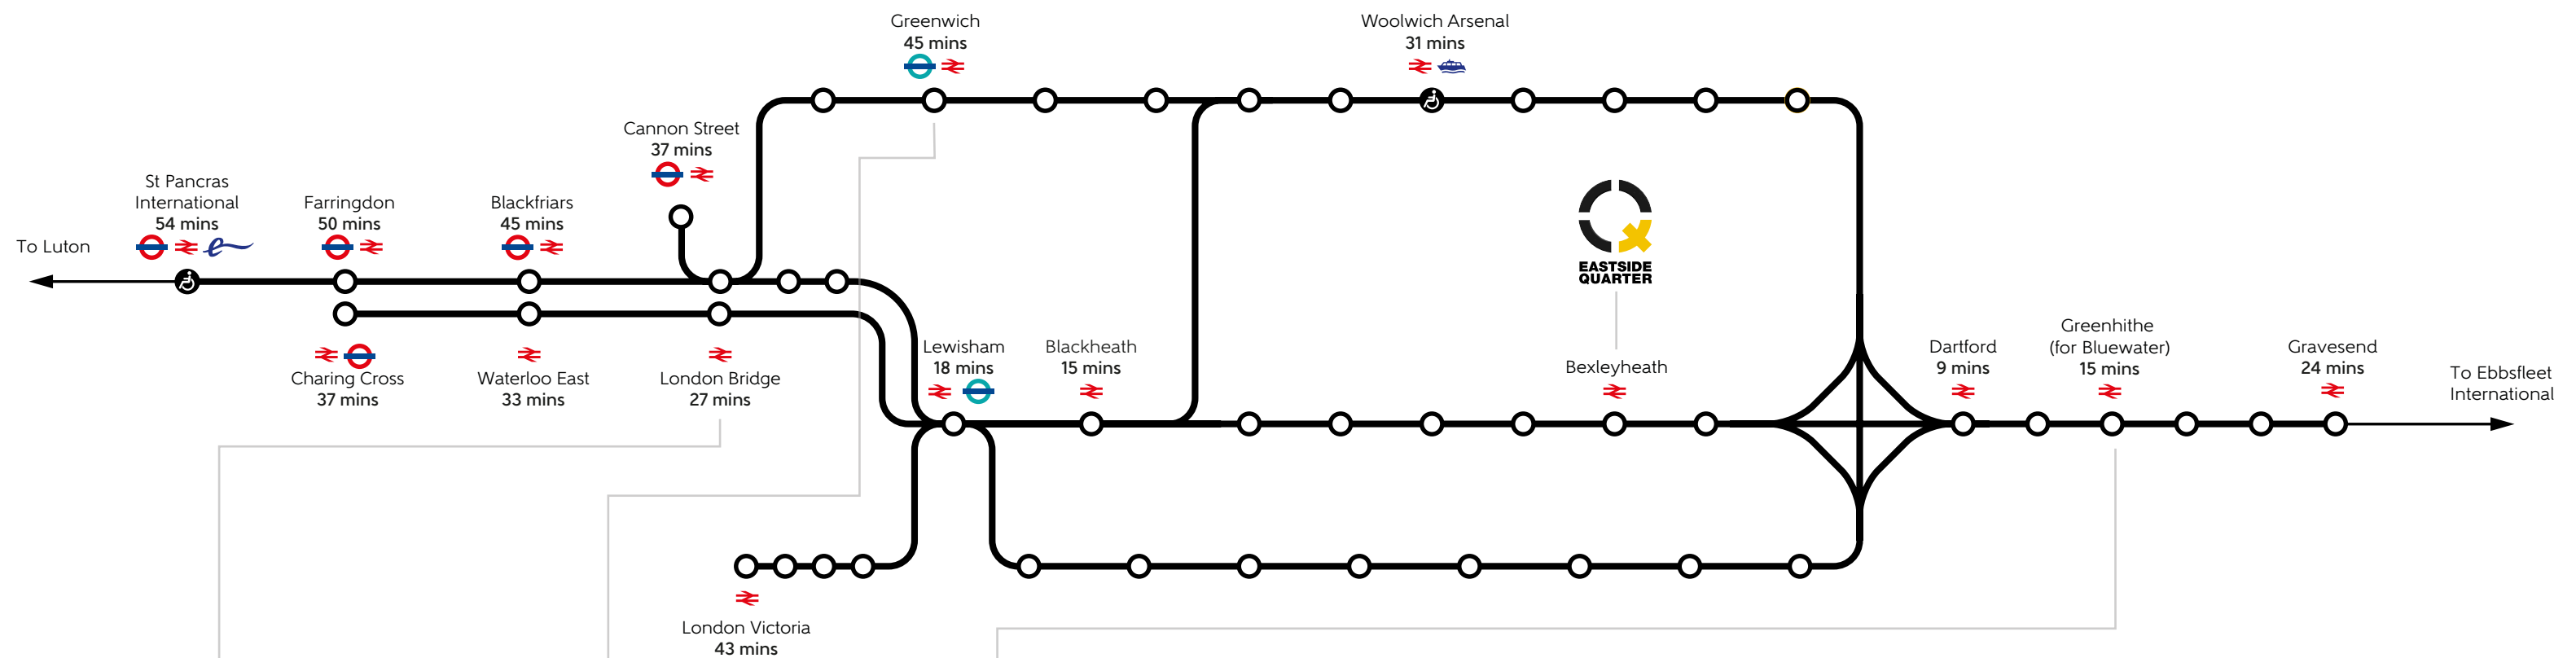 Greenwich
45 mins
Woolwich Arsenal
31 mins
Cannon Street
37 mins
St Pancras
International
54 mins
Farringdon
50 mins
Blackfriars
45 mins
To Luton
EASTSIDE
QUARTER
Charing Cross
37 mins
Waterloo East
33 mins
London Bridge
27 mins
Lewisham
18 mins
Blackheath
15 mins
Bexleyheath
Dartford
9 mins
Greenhithe
(for Bluewater)
15 mins
Gravesend
24 mins
To Ebbsfleet
International
London Victoria
43 mins